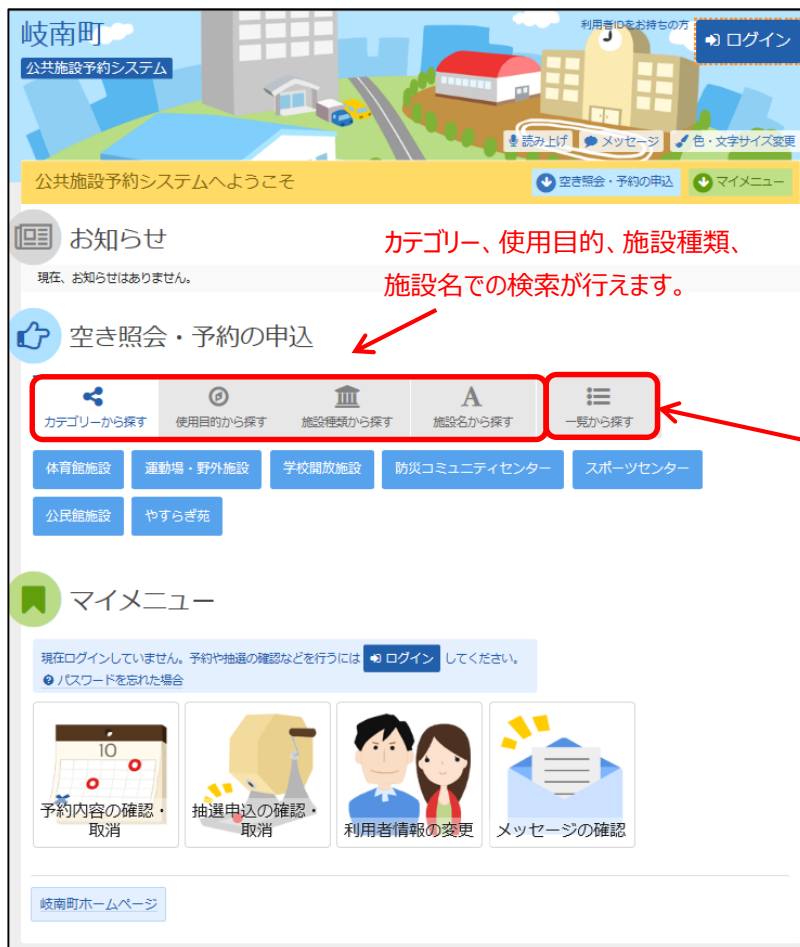 岐南町
公共施設予約システム
利用者IDをお持ちの方
ログイン
読み上げ
メッセージ
色・文字サイズ変更
公共施設予約システムへようこそ
空き照会・予約の申込
マイメニュー
お知らせ
現在、お知らせはありません。
カテゴリー、使用目的、施設種類、
施設名での検索が行えます。
空き照会・予約の申込
カテゴリーから探す
使用目的から探す
施設種類から探す
A
施設名から探す
一覧から探す
体育館施設
運動場・野外施設
学校開放施設
防災コミュニティセンター
スポーツセンター
公民館施設
やすらぎ苑
マイメニュー
現在ログインしていません。予約や抽選の確認などを行うには ログイン してください。
パスワードを忘れた場合
10
予約内容の確認・
取消
抽選申込の確認・
取消
利用者情報の変更
メッセージの確認
岐南町ホームページ